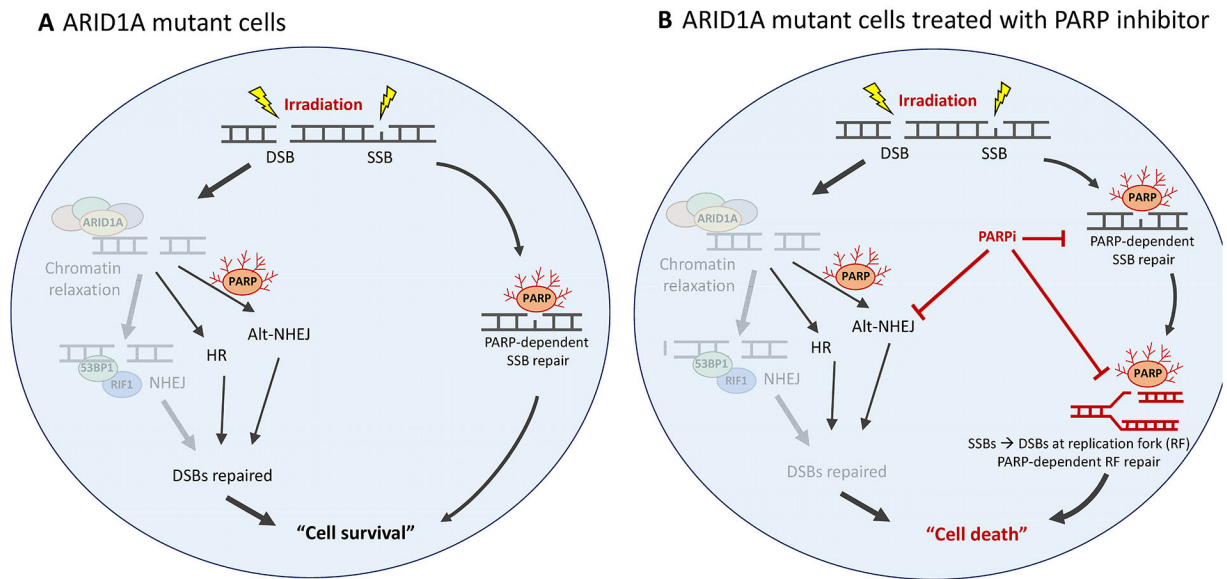 A ARID1A mutant cells
Irradiation
DSB
SSB
ARID1A
Chromatin
relaxation
PARP
Alt-NHEJ
HR
53BP1
RIF1
NHEJ
PARP
PARP-dependent
SSB repair
DSBs repaired
“Cell survival”
B ARID1A mutant cells treated with PARP inhibitor
Irradiation
DSB
SSB
PARP
PARP-dependent
SSB repair
ARID1A
Chromatin
relaxation
PARPi
PARP
Alt-NHEJ
HR
53BP1
RIF1
NHEJ
PARP
SSBs → DSBs at replication fork (RF)
PARP-dependent RF repair
DSBs repaired
“Cell death”